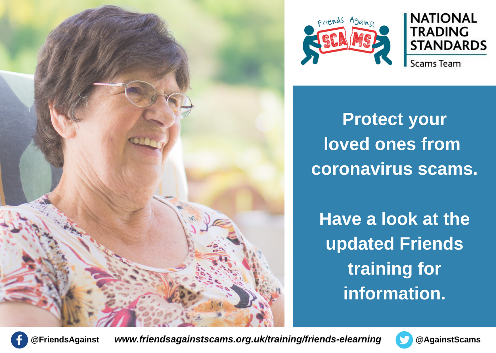 Friends Against
SCAMS
NATIONAL
TRADING
STANDARDS
Scams Team
Protect your
loved ones from
coronavirus scams.
Have a look at the
updated Friends
training for
information.
@FriendsAgainst www.friendsagainstscams.org.uk/training/friends-elearning @AgainstScams